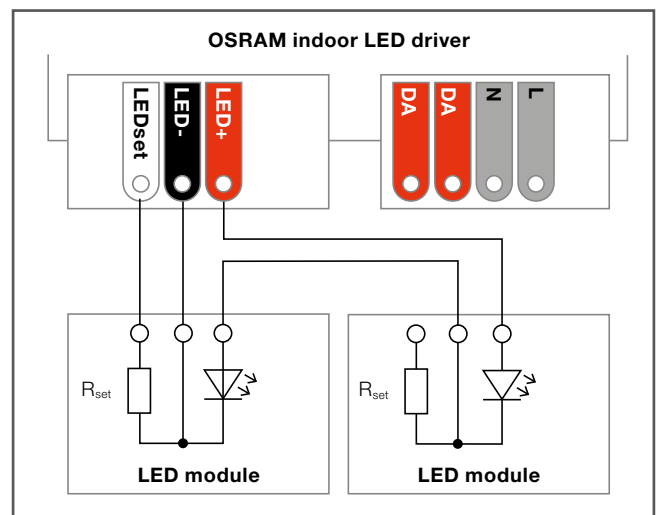 OSRAM indoor LED driver
LEDset
LED-
LED+
DA
DA
N
L
Rset
Rset
LED module
LED module